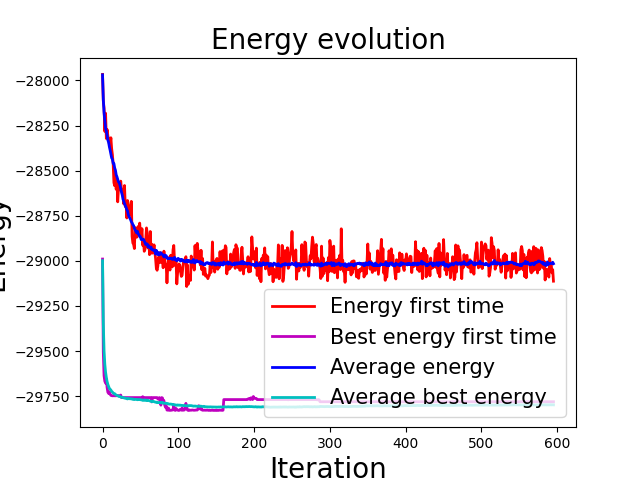 Energy evolution
Energy
−28000
−28250
−28500
−28750
−29000
−29250
−29500
−29750
Energy first time
Best energy first time
Average energy
Average best energy
0 100 200 300 400 500 600
Iteration